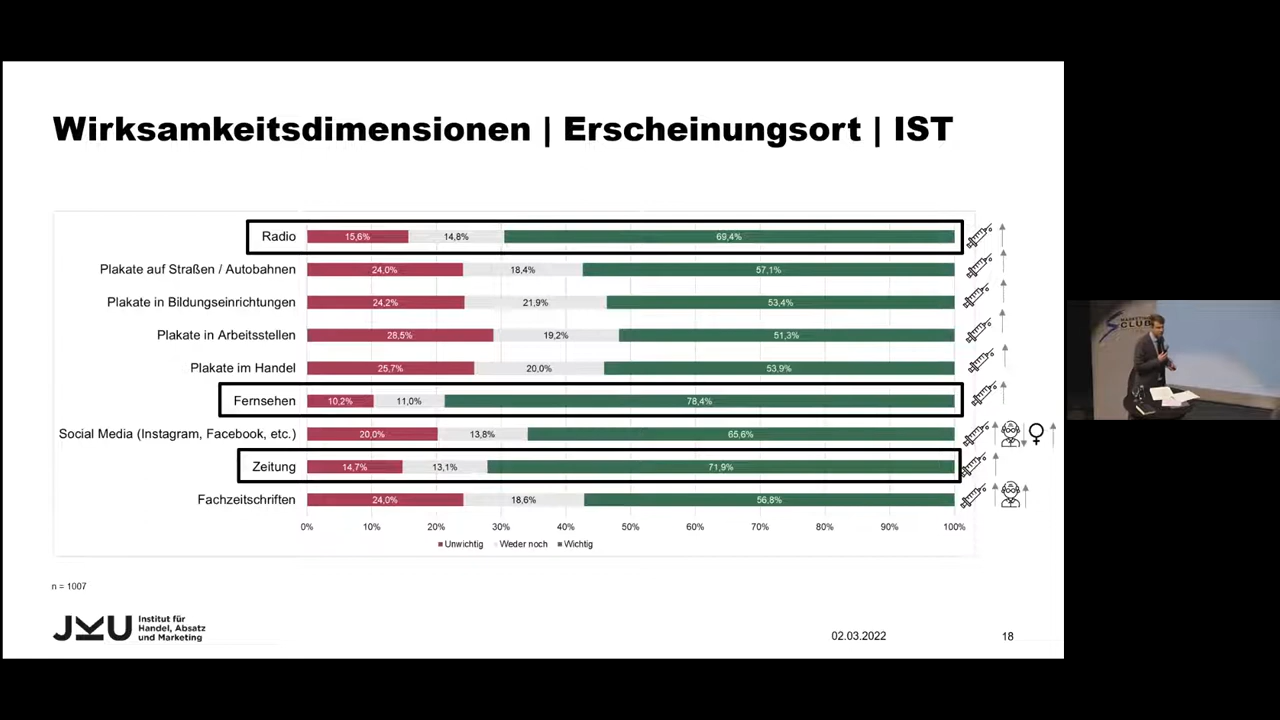 Wirksamkeitsdimensionen | Erscheinungsort | IST
Radio 15,6% 14,8% 69,4%
Plakate auf Straßen / Autobahnen 24,0% 18,4% 57,1%
Plakate in Bildungseinrichtungen 24,2% 21,9% 53,4%
Plakate in Arbeitsstellen 28,5% 19,2% 51,3%
Plakate im Handel 25,7% 20,0% 53,9%
Fernsehen 10,2% 11,0% 78,4%
Social Media (Instagram, Facebook, etc.) 20,0% 13,8% 65,6%
Zeitung 14,7% 13,1% 71,9%
Fachzeitschriften 24,0% 18,6% 56,8%
0% 10% 20% 30% 40% 50% 60% 70% 80% 90% 100%
Unwichtig Weder noch Wichtig
n = 1007
JKU
Institut für
Handel, Absatz
und Marketing
02.03.2022
18
MARKETING
CLUB